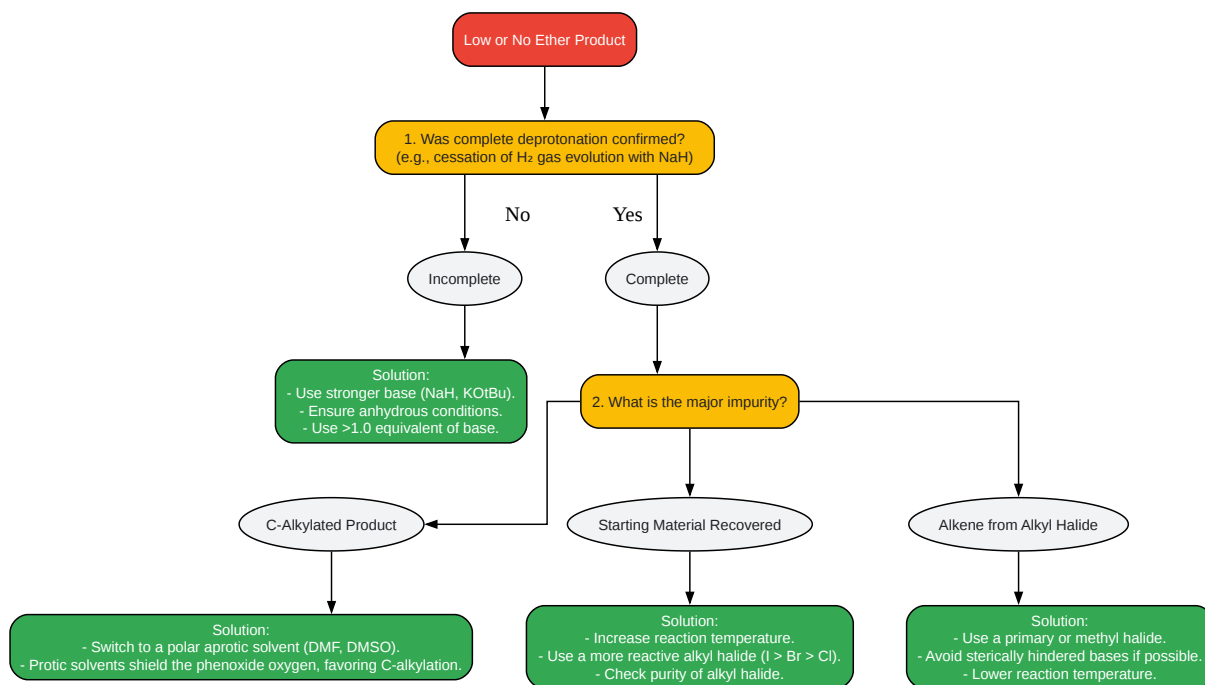 Low or No Ether Product
1. Was complete deprotonation confirmed?
(e.g., cessation of H₂ gas evolution with NaH)
No
Yes
Incomplete
Complete
Solution:
- Use stronger base (NaH, KOtBu).
- Ensure anhydrous conditions.
- Use >1.0 equivalent of base.
2. What is the major impurity?
C-Alkylated Product
Starting Material Recovered
Alkene from Alkyl Halide
Solution:
- Switch to a polar aprotic solvent (DMF, DMSO).
- Protic solvents shield the phenoxide oxygen, favoring C-alkylation.
Solution:
- Increase reaction temperature.
- Use a more reactive alkyl halide (I > Br > Cl).
- Check purity of alkyl halide.
Solution:
- Use a primary or methyl halide.
- Avoid sterically hindered bases if possible.
- Lower reaction temperature.